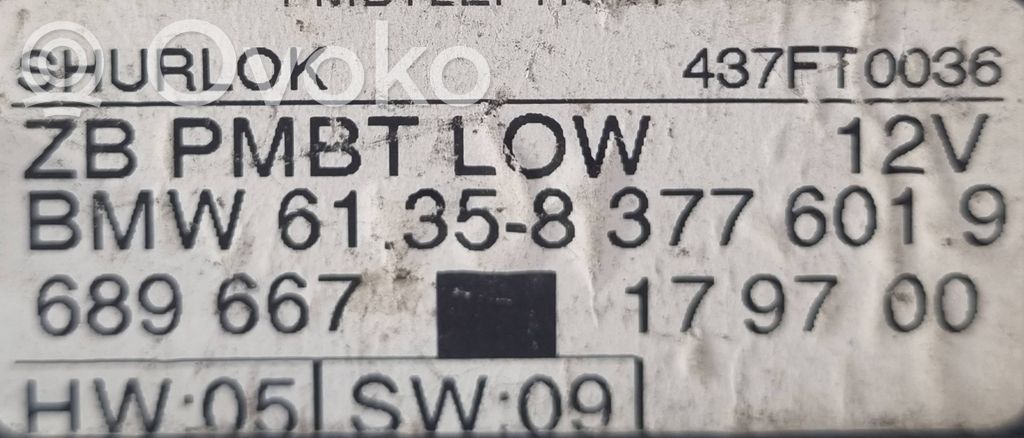 SHURLOK 437FT0036
ovoko
ZB PMBT LOW 12V
BMW 61.35-8 377 601 9
689 667 17 97 00
HW:05 SW:09